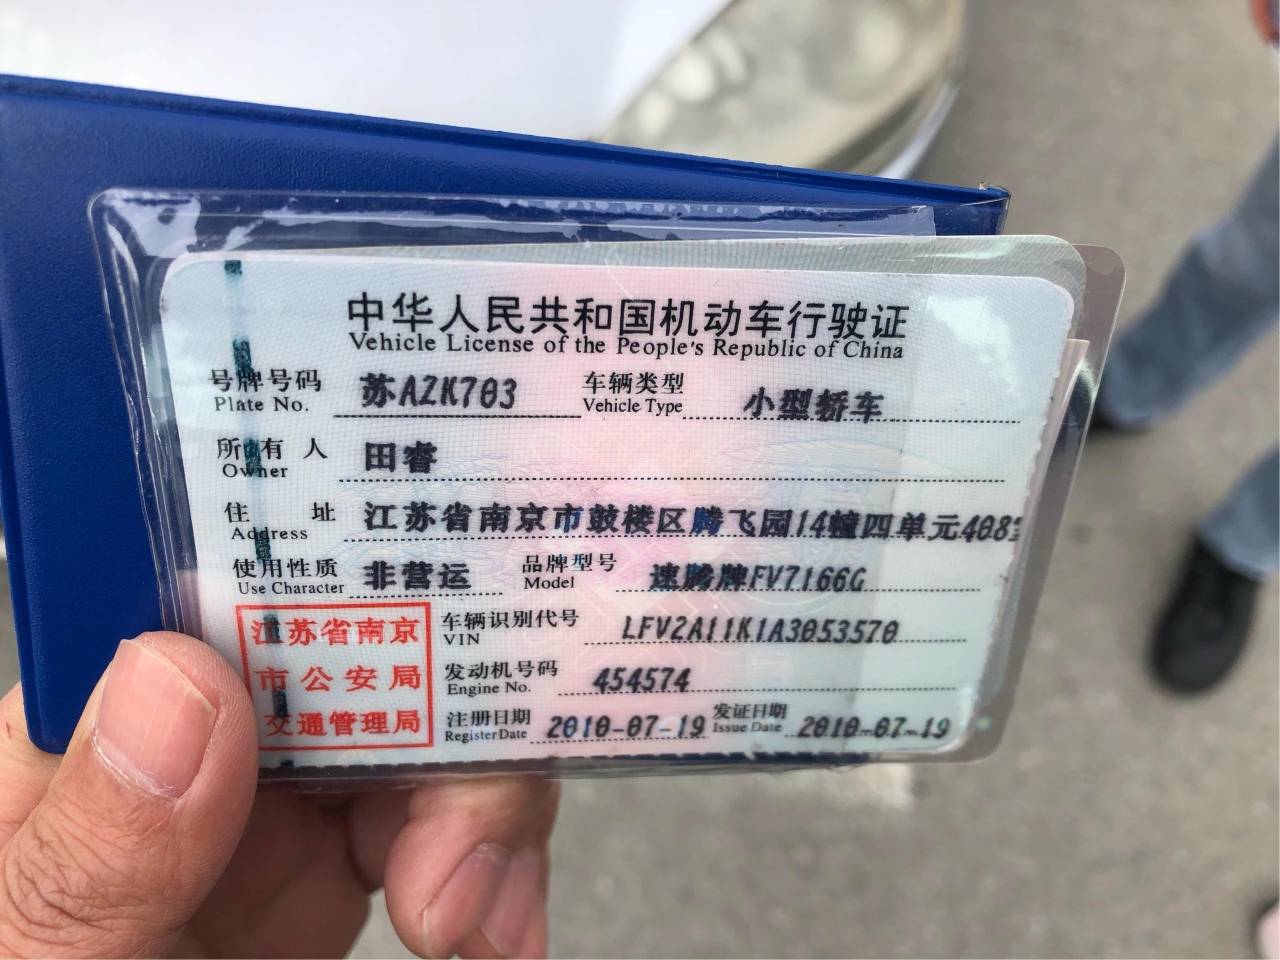 中华人民共和国机动车行驶证
Vehicle License of the People's Republic of China
号牌号码 苏AZK703 车辆类型 小型轿车
Plate No. Vehicle Type
所有人 田睿
Owner
住址 江苏省南京市鼓楼区腾飞园14幢四单元408室
Address
使用性质 非营运 品牌型号 速腾牌FV7166G
Use Character Model
江苏省南京 车辆识别代号 LFV2A11K1A3053570
VIN
市公安局 发动机号码 454574
Engine No.
交通管理局 注册日期 2010-07-19 发证日期 2010-07-19
Register Date Issue Date